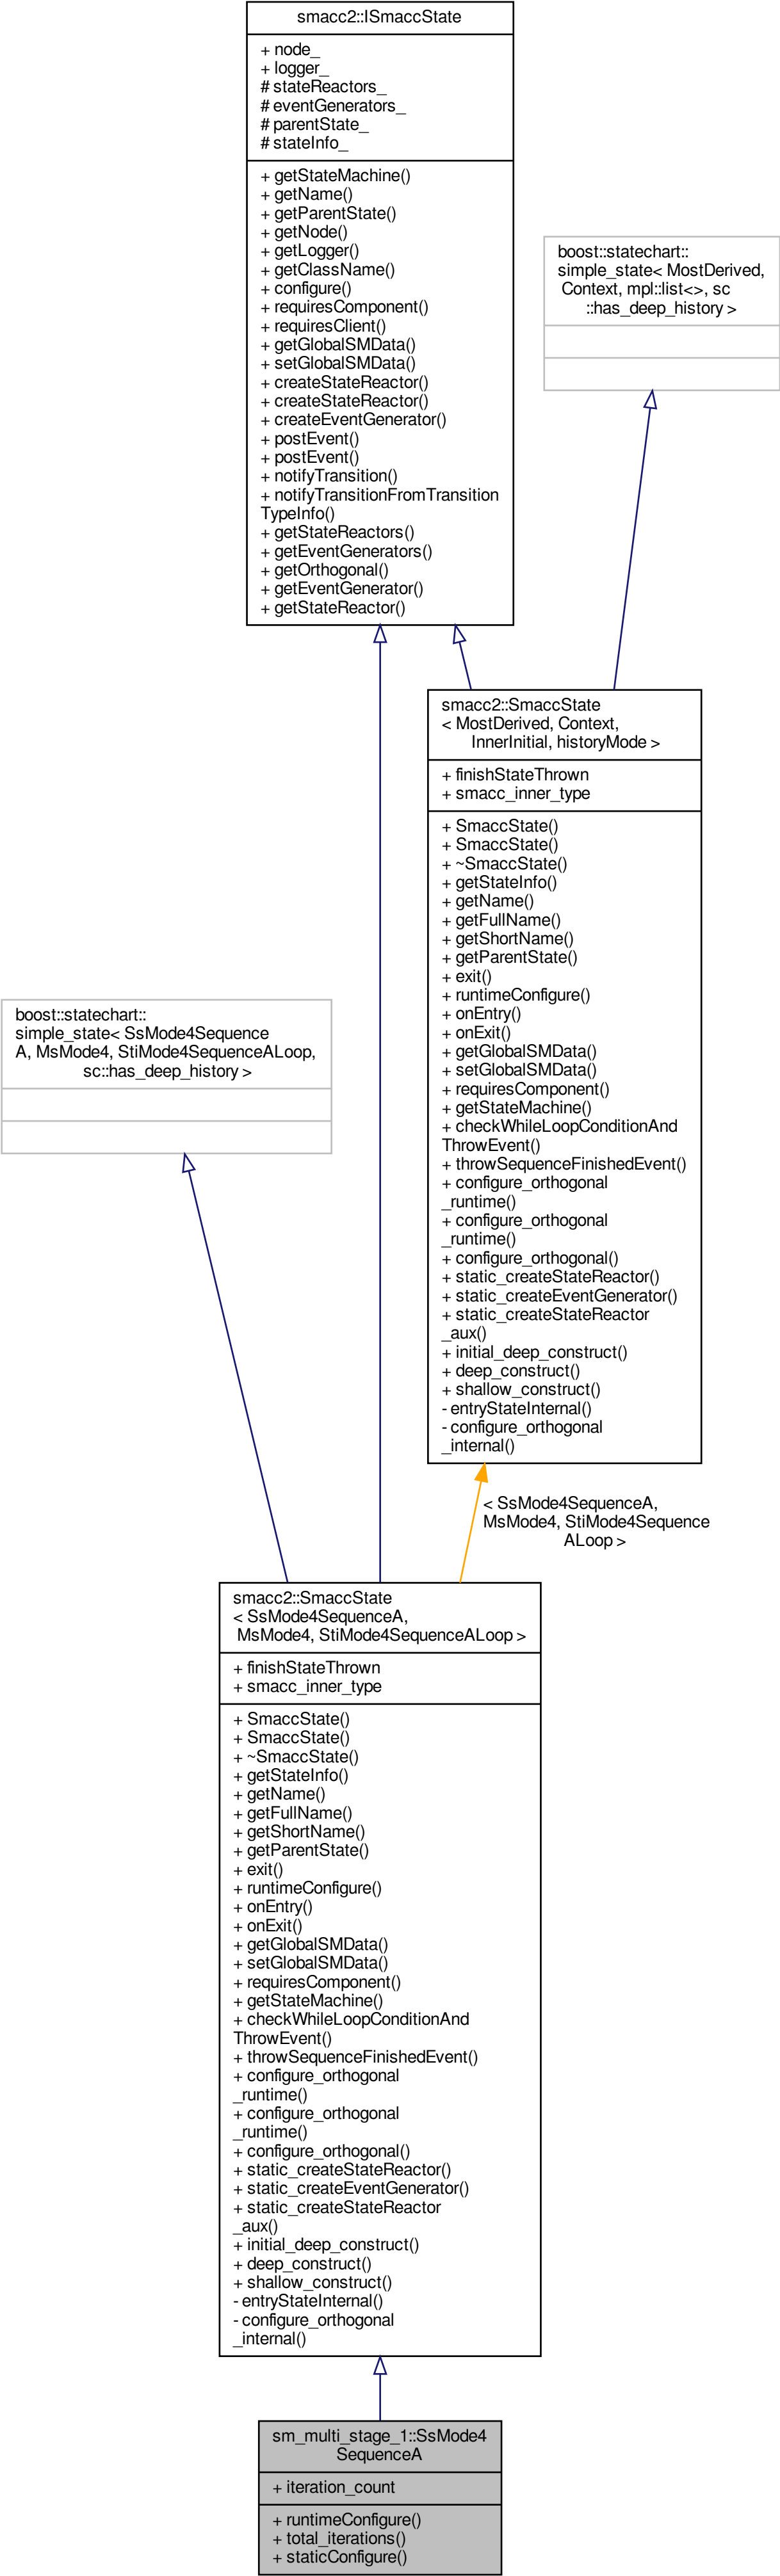 smacc2::ISmaccState
+ node_
+ logger_
# stateReactors_
# eventGenerators_
# parentState_
# stateInfo_
+ getStateMachine()
+ getName()
+ getParentState()
+ getNode()
+ getLogger()
+ getClassName()
+ configure()
+ requiresComponent()
+ requiresClient()
+ getGlobalSMData()
+ setGlobalSMData()
+ createStateReactor()
+ createStateReactor()
+ createEventGenerator()
+ postEvent()
+ postEvent()
+ notifyTransition()
+ notifyTransitionFromTransition
TypeInfo()
+ getStateReactors()
+ getEventGenerators()
+ getOrthogonal()
+ getEventGenerator()
+ getStateReactor()
boost::statechart::
simple_state< MostDerived,
Context, mpl::list<>, sc
::has_deep_history >
smacc2::SmaccState
< MostDerived, Context,
InnerInitial, historyMode >
+ finishStateThrown
+ smacc_inner_type
+ SmaccState()
+ SmaccState()
+ ~SmaccState()
+ getStateInfo()
+ getName()
+ getFullName()
+ getShortName()
+ getParentState()
+ exit()
+ runtimeConfigure()
+ onEntry()
+ onExit()
+ getGlobalSMData()
+ setGlobalSMData()
+ requiresComponent()
+ getStateMachine()
+ checkWhileLoopConditionAnd
ThrowEvent()
+ throwSequenceFinishedEvent()
+ configure_orthogonal
_runtime()
+ configure_orthogonal
_runtime()
+ configure_orthogonal()
+ static_createStateReactor()
+ static_createEventGenerator()
+ static_createStateReactor
_aux()
+ initial_deep_construct()
+ deep_construct()
+ shallow_construct()
- entryStateInternal()
- configure_orthogonal
_internal()
boost::statechart::
simple_state< SsMode4Sequence
A, MsMode4, StiMode4SequenceALoop,
sc::has_deep_history >
< SsMode4SequenceA,
MsMode4, StiMode4Sequence
ALoop >
smacc2::SmaccState
< SsMode4SequenceA,
MsMode4, StiMode4SequenceALoop >
+ finishStateThrown
+ smacc_inner_type
+ SmaccState()
+ SmaccState()
+ ~SmaccState()
+ getStateInfo()
+ getName()
+ getFullName()
+ getShortName()
+ getParentState()
+ exit()
+ runtimeConfigure()
+ onEntry()
+ onExit()
+ getGlobalSMData()
+ setGlobalSMData()
+ requiresComponent()
+ getStateMachine()
+ checkWhileLoopConditionAnd
ThrowEvent()
+ throwSequenceFinishedEvent()
+ configure_orthogonal
_runtime()
+ configure_orthogonal
_runtime()
+ configure_orthogonal()
+ static_createStateReactor()
+ static_createEventGenerator()
+ static_createStateReactor
_aux()
+ initial_deep_construct()
+ deep_construct()
+ shallow_construct()
- entryStateInternal()
- configure_orthogonal
_internal()
sm_multi_stage_1::SsMode4
SequenceA
+ iteration_count
+ runtimeConfigure()
+ total_iterations()
+ staticConfigure()